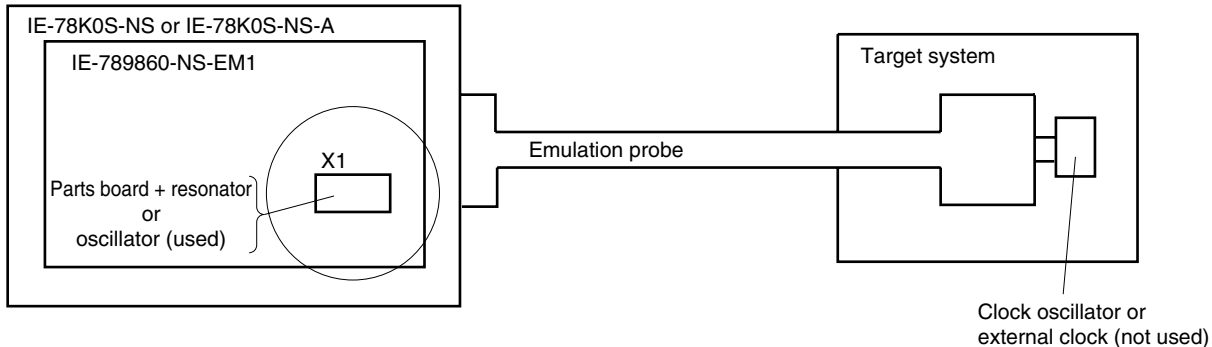 IE-78K0S-NS or IE-78K0S-NS-A
IE-789860-NS-EM1
X1
Parts board + resonator
or
oscillator (used)
Emulation probe
Target system
Clock oscillator or
external clock (not used)